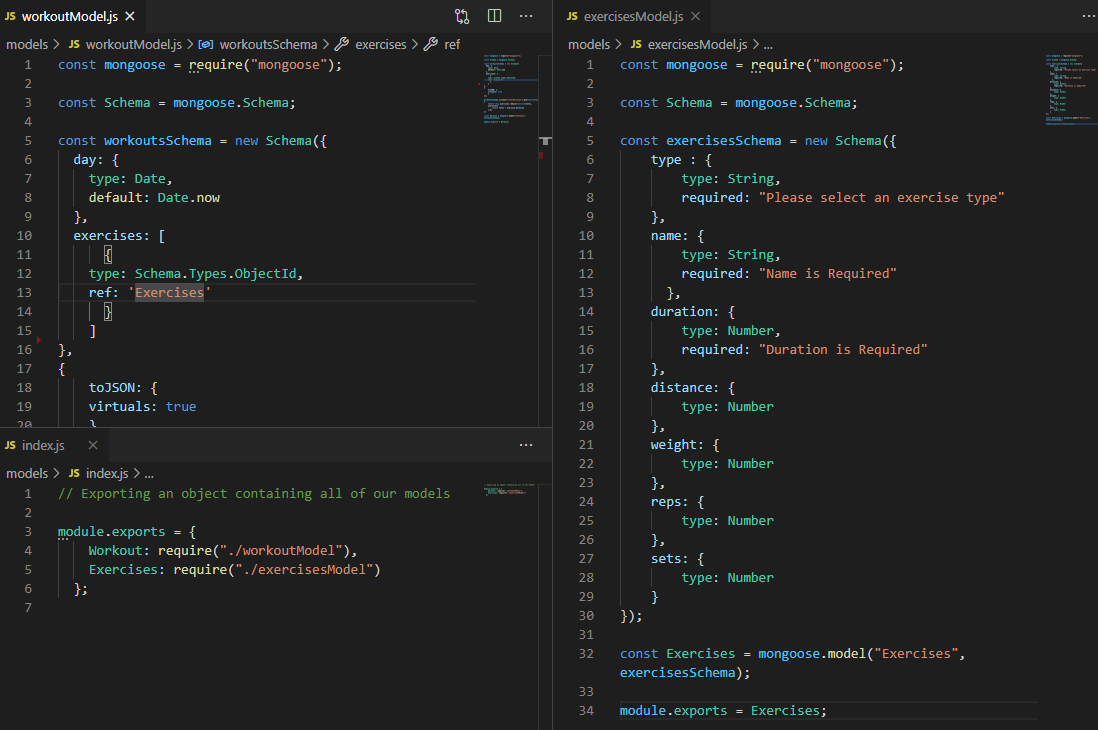 JS workoutModel.js
models > JS workoutModel.js > workoutsSchema > exercises > ref
1 const mongoose = require("mongoose");
2
3 const Schema = mongoose.Schema;
4
5 const workoutsSchema = new Schema({
6 day: {
7 type: Date,
8 default: Date.now
9 },
10 exercises: [
11 {
12 type: Schema.Types.ObjectId,
13 ref: 'Exercises'
14 }
15 ]
16 },
17 {
18 toJSON: {
19 virtuals: true
20 }
JS index.js
models > JS index.js > ...
1 // Exporting an object containing all of our models
2
3 module.exports = {
4 Workout: require("./workoutModel"),
5 Exercises: require("./exercisesModel")
6 };
7
JS exercisesModel.js
models > JS exercisesModel.js > ...
1 const mongoose = require("mongoose");
2
3 const Schema = mongoose.Schema;
4
5 const exercisesSchema = new Schema({
6 type : {
7 type: String,
8 required: "Please select an exercise type"
9 },
10 name: {
11 type: String,
12 required: "Name is Required"
13 },
14 duration: {
15 type: Number,
16 required: "Duration is Required"
17 },
18 distance: {
19 type: Number
20 },
21 weight: {
22 type: Number
23 },
24 reps: {
25 type: Number
26 },
27 sets: {
28 type: Number
29 }
30 });
31
32 const Exercises = mongoose.model("Exercises",
exercisesSchema);
33
34 module.exports = Exercises;